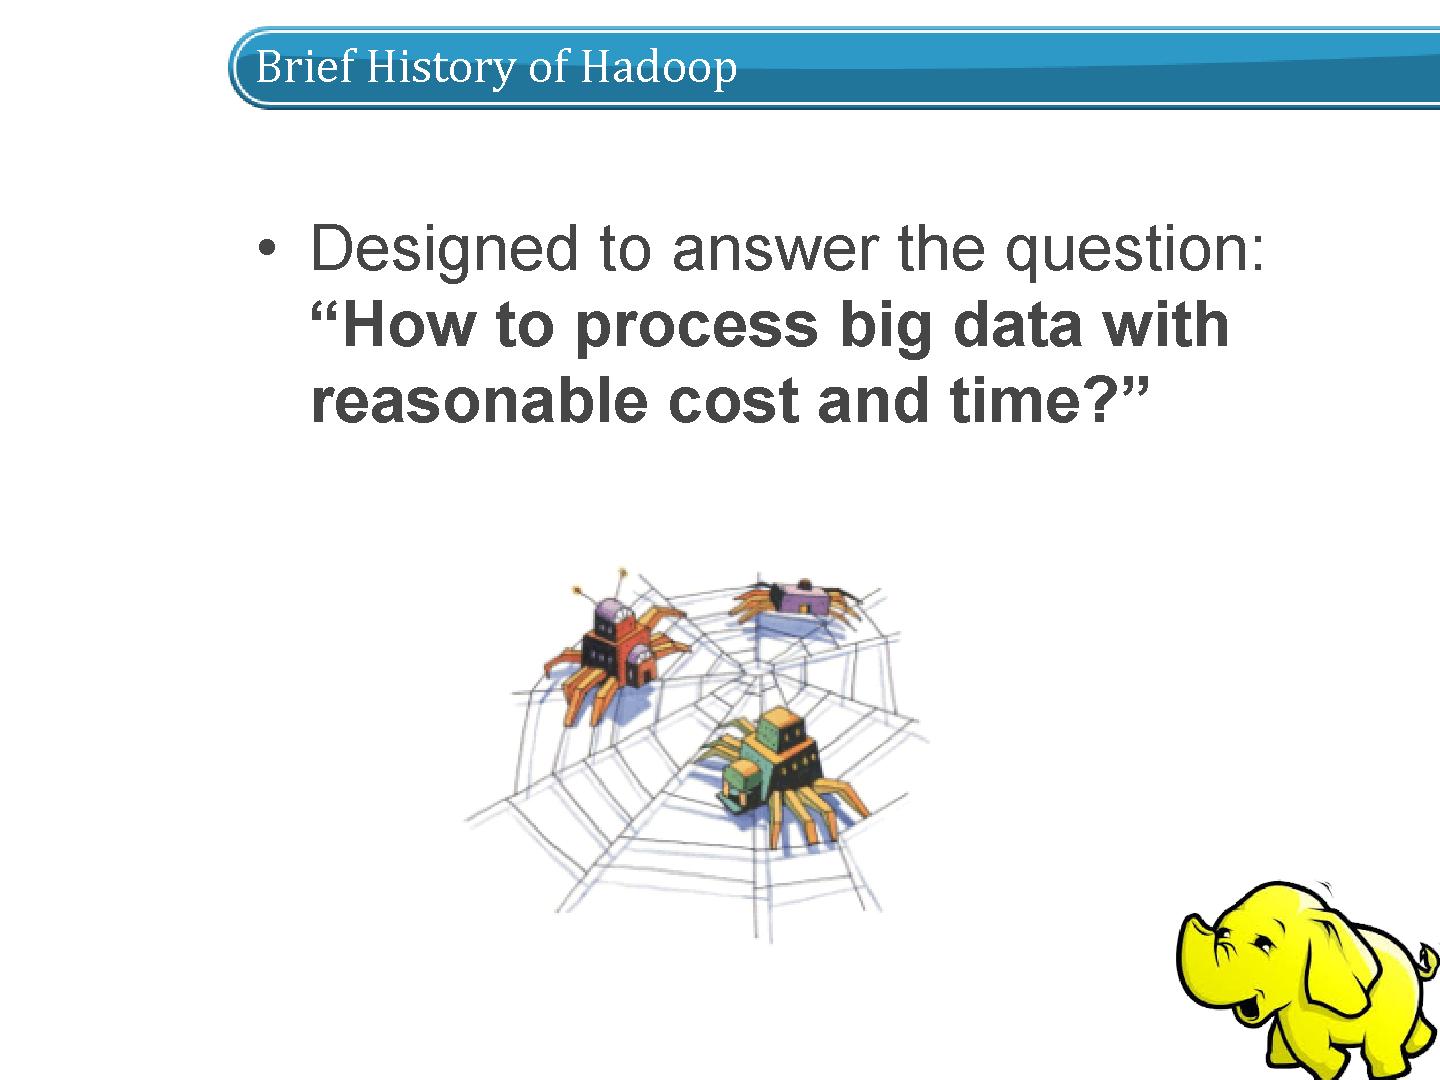 Brief History of Hadoop
• Designed to answer the question:
“How to process big data with
reasonable cost and time?”